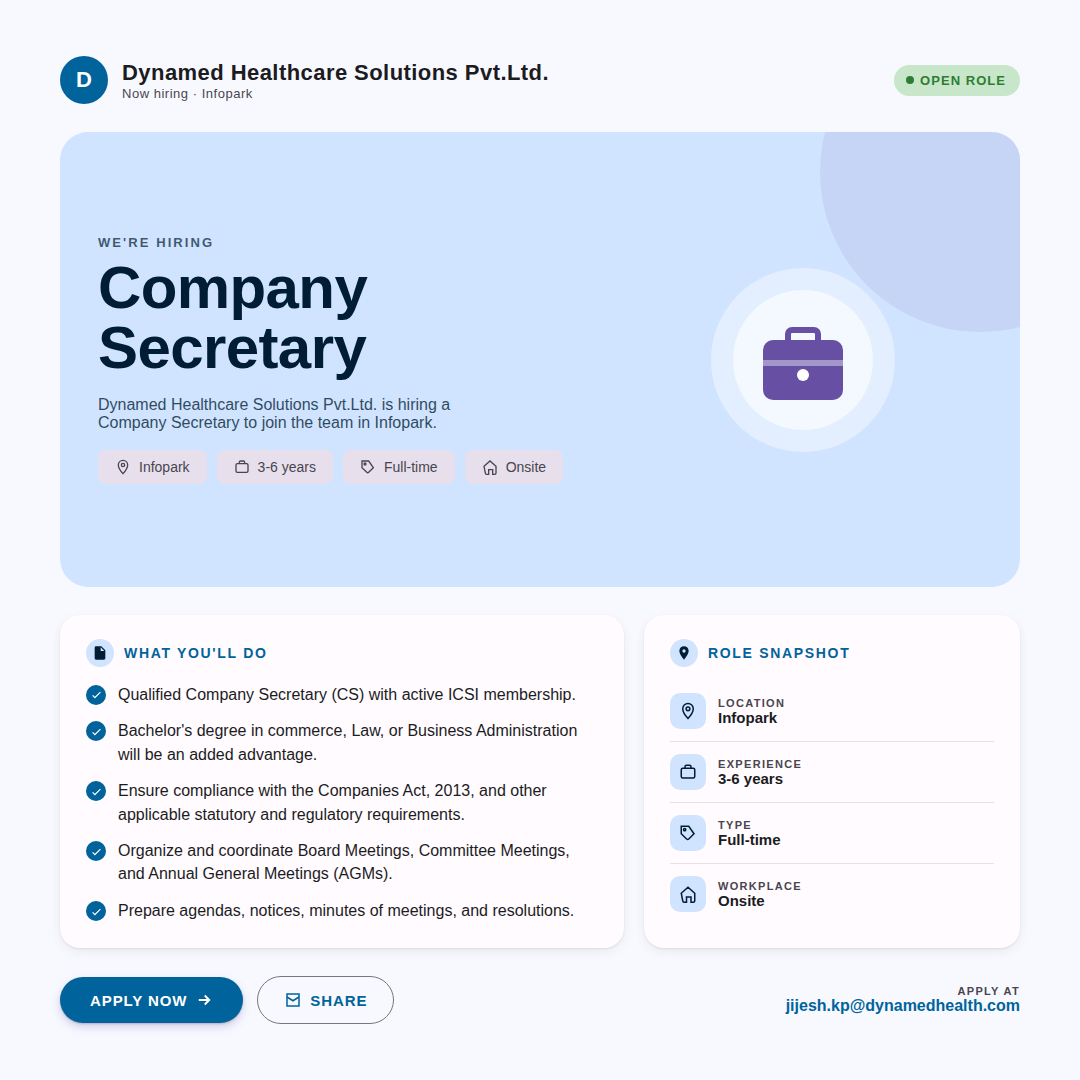 D
Dynamed Healthcare Solutions Pvt.Ltd.
Now hiring · Infopark
OPEN ROLE
WE'RE HIRING
Company
Secretary
Dynamed Healthcare Solutions Pvt.Ltd. is hiring a
Company Secretary to join the team in Infopark.
Infopark
3-6 years
Full-time
Onsite
WHAT YOU'LL DO
Qualified Company Secretary (CS) with active ICSI membership.
Bachelor's degree in commerce, Law, or Business Administration
will be an added advantage.
Ensure compliance with the Companies Act, 2013, and other
applicable statutory and regulatory requirements.
Organize and coordinate Board Meetings, Committee Meetings,
and Annual General Meetings (AGMs).
Prepare agendas, notices, minutes of meetings, and resolutions.
ROLE SNAPSHOT
LOCATION
Infopark
EXPERIENCE
3-6 years
TYPE
Full-time
WORKPLACE
Onsite
APPLY NOW
SHARE
APPLY AT
jijesh.kp@dynamedhealth.com